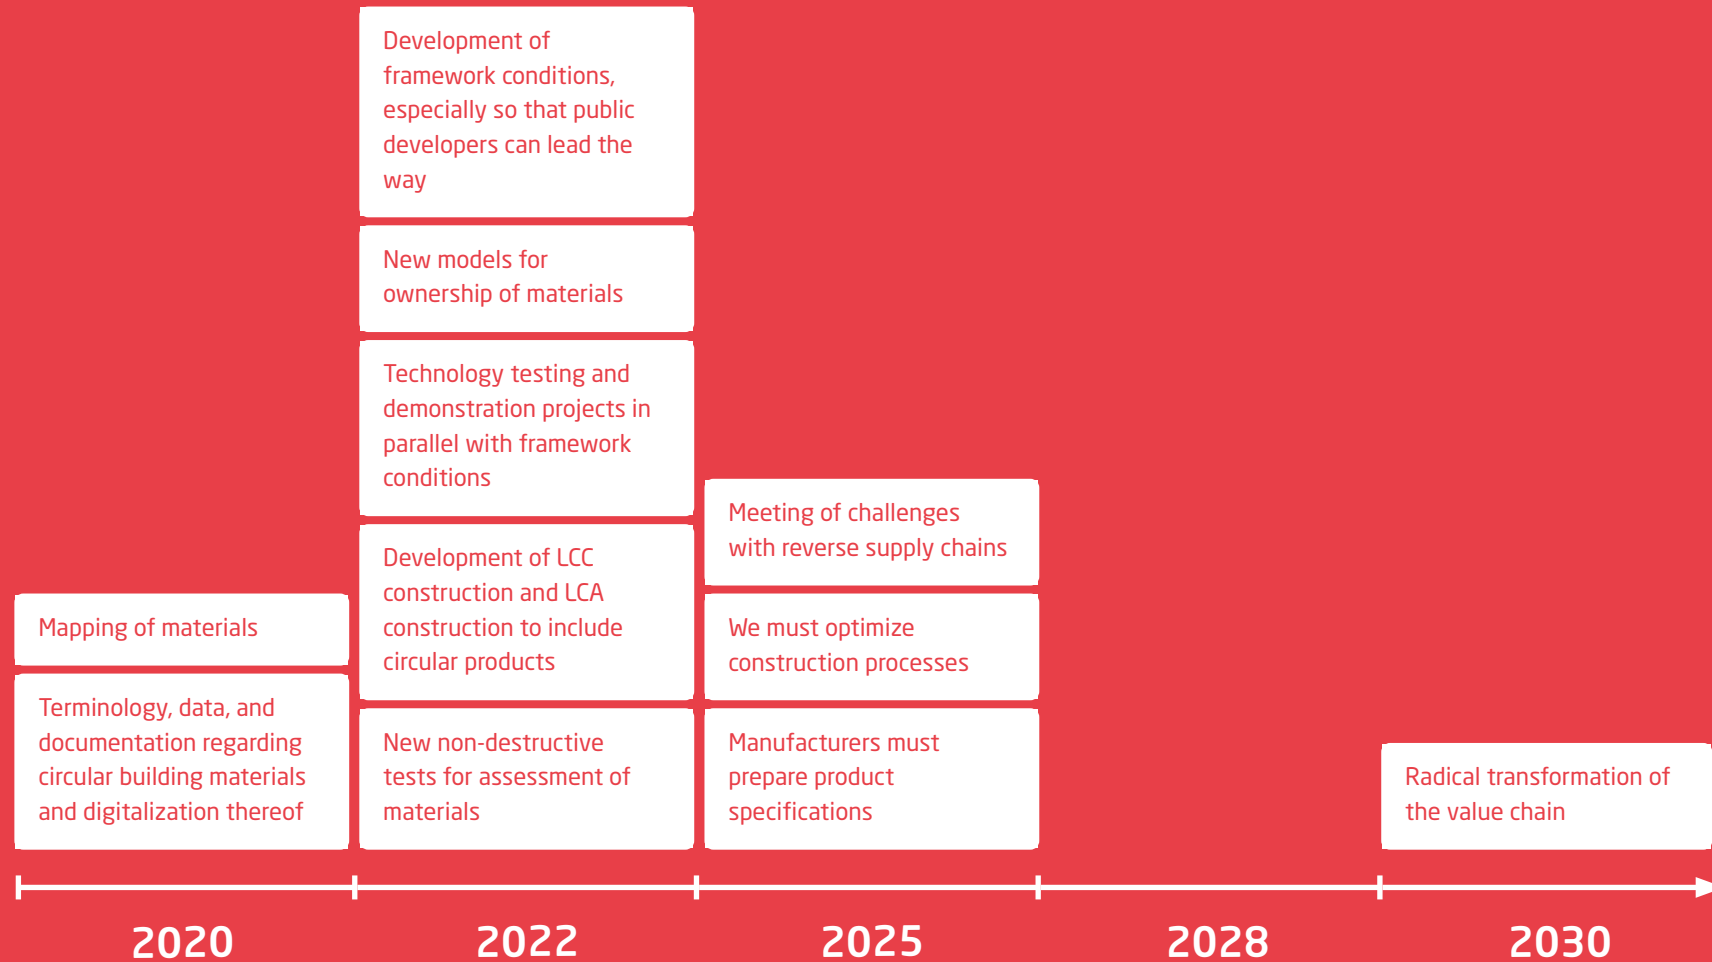 Mapping of materials
Terminology, data, and
documentation regarding
circular building materials
and digitalization thereof
Development of
framework conditions,
especially so that public
developers can lead the
way
New models for
ownership of materials
Technology testing and
demonstration projects in
parallel with framework
conditions
Development of LCC
construction and LCA
construction to include
circular products
New non-destructive
tests for assessment of
materials
Meeting of challenges
with reverse supply chains
We must optimize
construction processes
Manufacturers must
prepare product
specifications
Radical transformation of
the value chain
2020
2022
2025
2028
2030